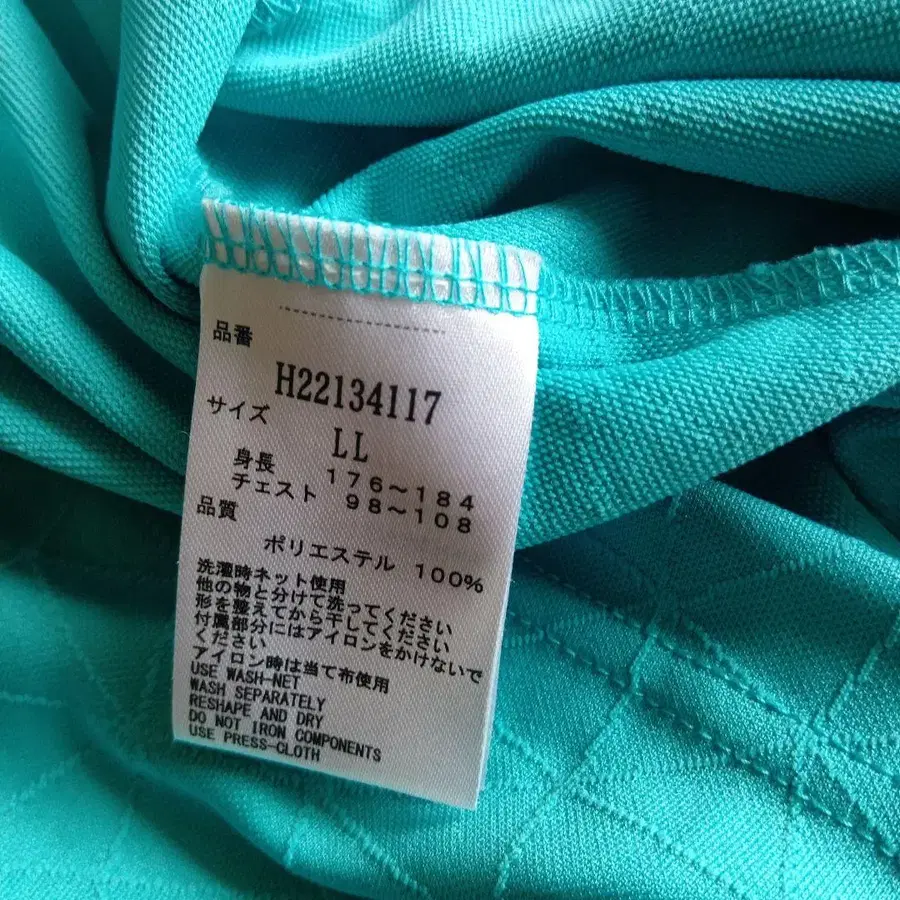 品番
H22134117
サイズ
LL
身長 176～184
チェスト 98～108
品質
ポリエステル 100%
洗濯時ネット使用
他の物と分けて洗ってください
形を整えてから干してください
付属部分にはアイロンをかけないで
ください
アイロン時は当て布使用
USE WASH-NET
WASH SEPARATELY
RESHAPE AND DRY
DO NOT IRON COMPONENTS
USE PRESS-CLOTH